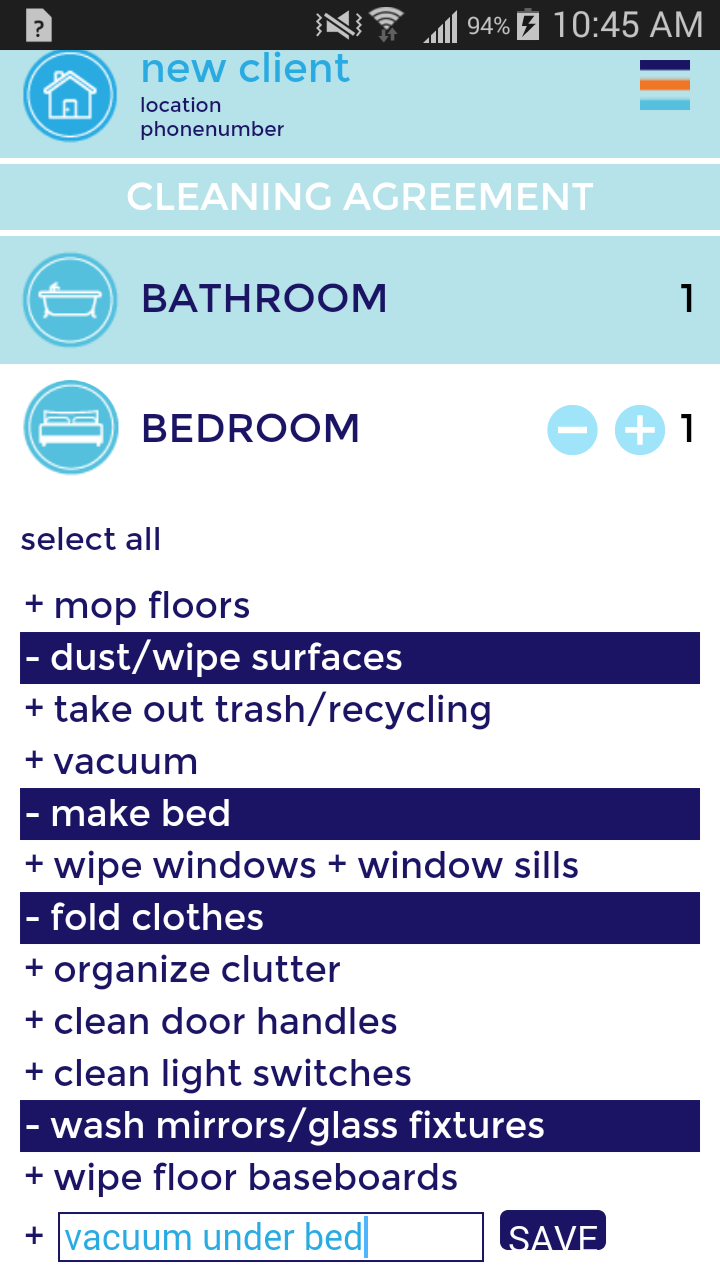 94% 10:45 AM
new client
location
phonenumber
CLEANING AGREEMENT
BATHROOM 1
BEDROOM 1
select all
+ mop floors
- dust/wipe surfaces
+ take out trash/recycling
+ vacuum
- make bed
+ wipe windows + window sills
- fold clothes
+ organize clutter
+ clean door handles
+ clean light switches
- wash mirrors/glass fixtures
+ wipe floor baseboards
+ vacuum under bed SAVE